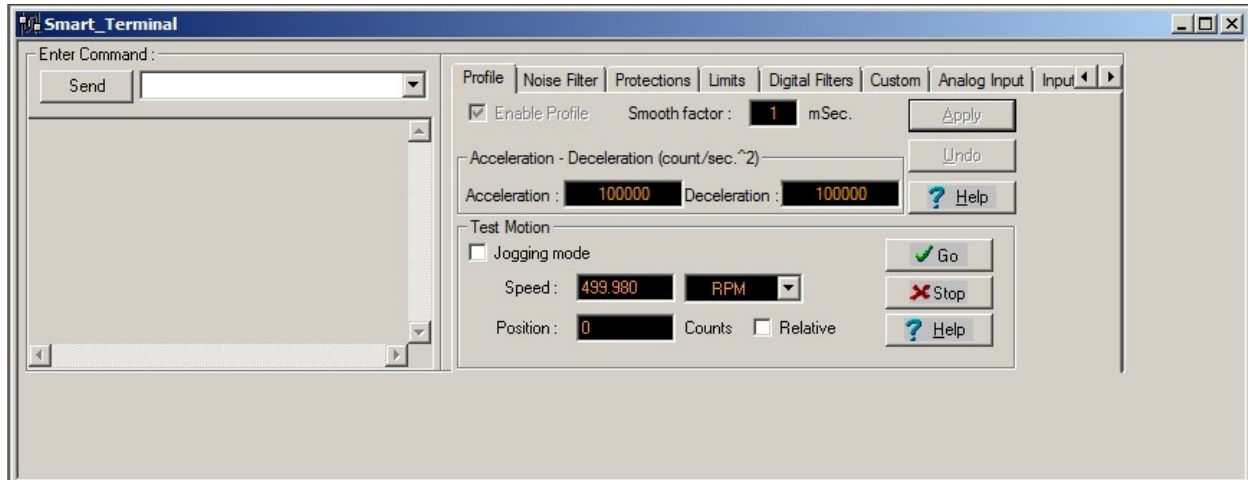 Smart_Terminal
Enter Command :
Send
Profile Noise Filter Protections Limits Digital Filters Custom Analog Input Input
Enable Profile Smooth factor : 1 mSec. Apply
Undo
Acceleration - Deceleration (count/sec.^2)
Acceleration : 100000 Deceleration : 100000 ? Help
Test Motion
Jogging mode Go
Speed : 499.980 RPM Stop
Position : 0 Counts Relative ? Help